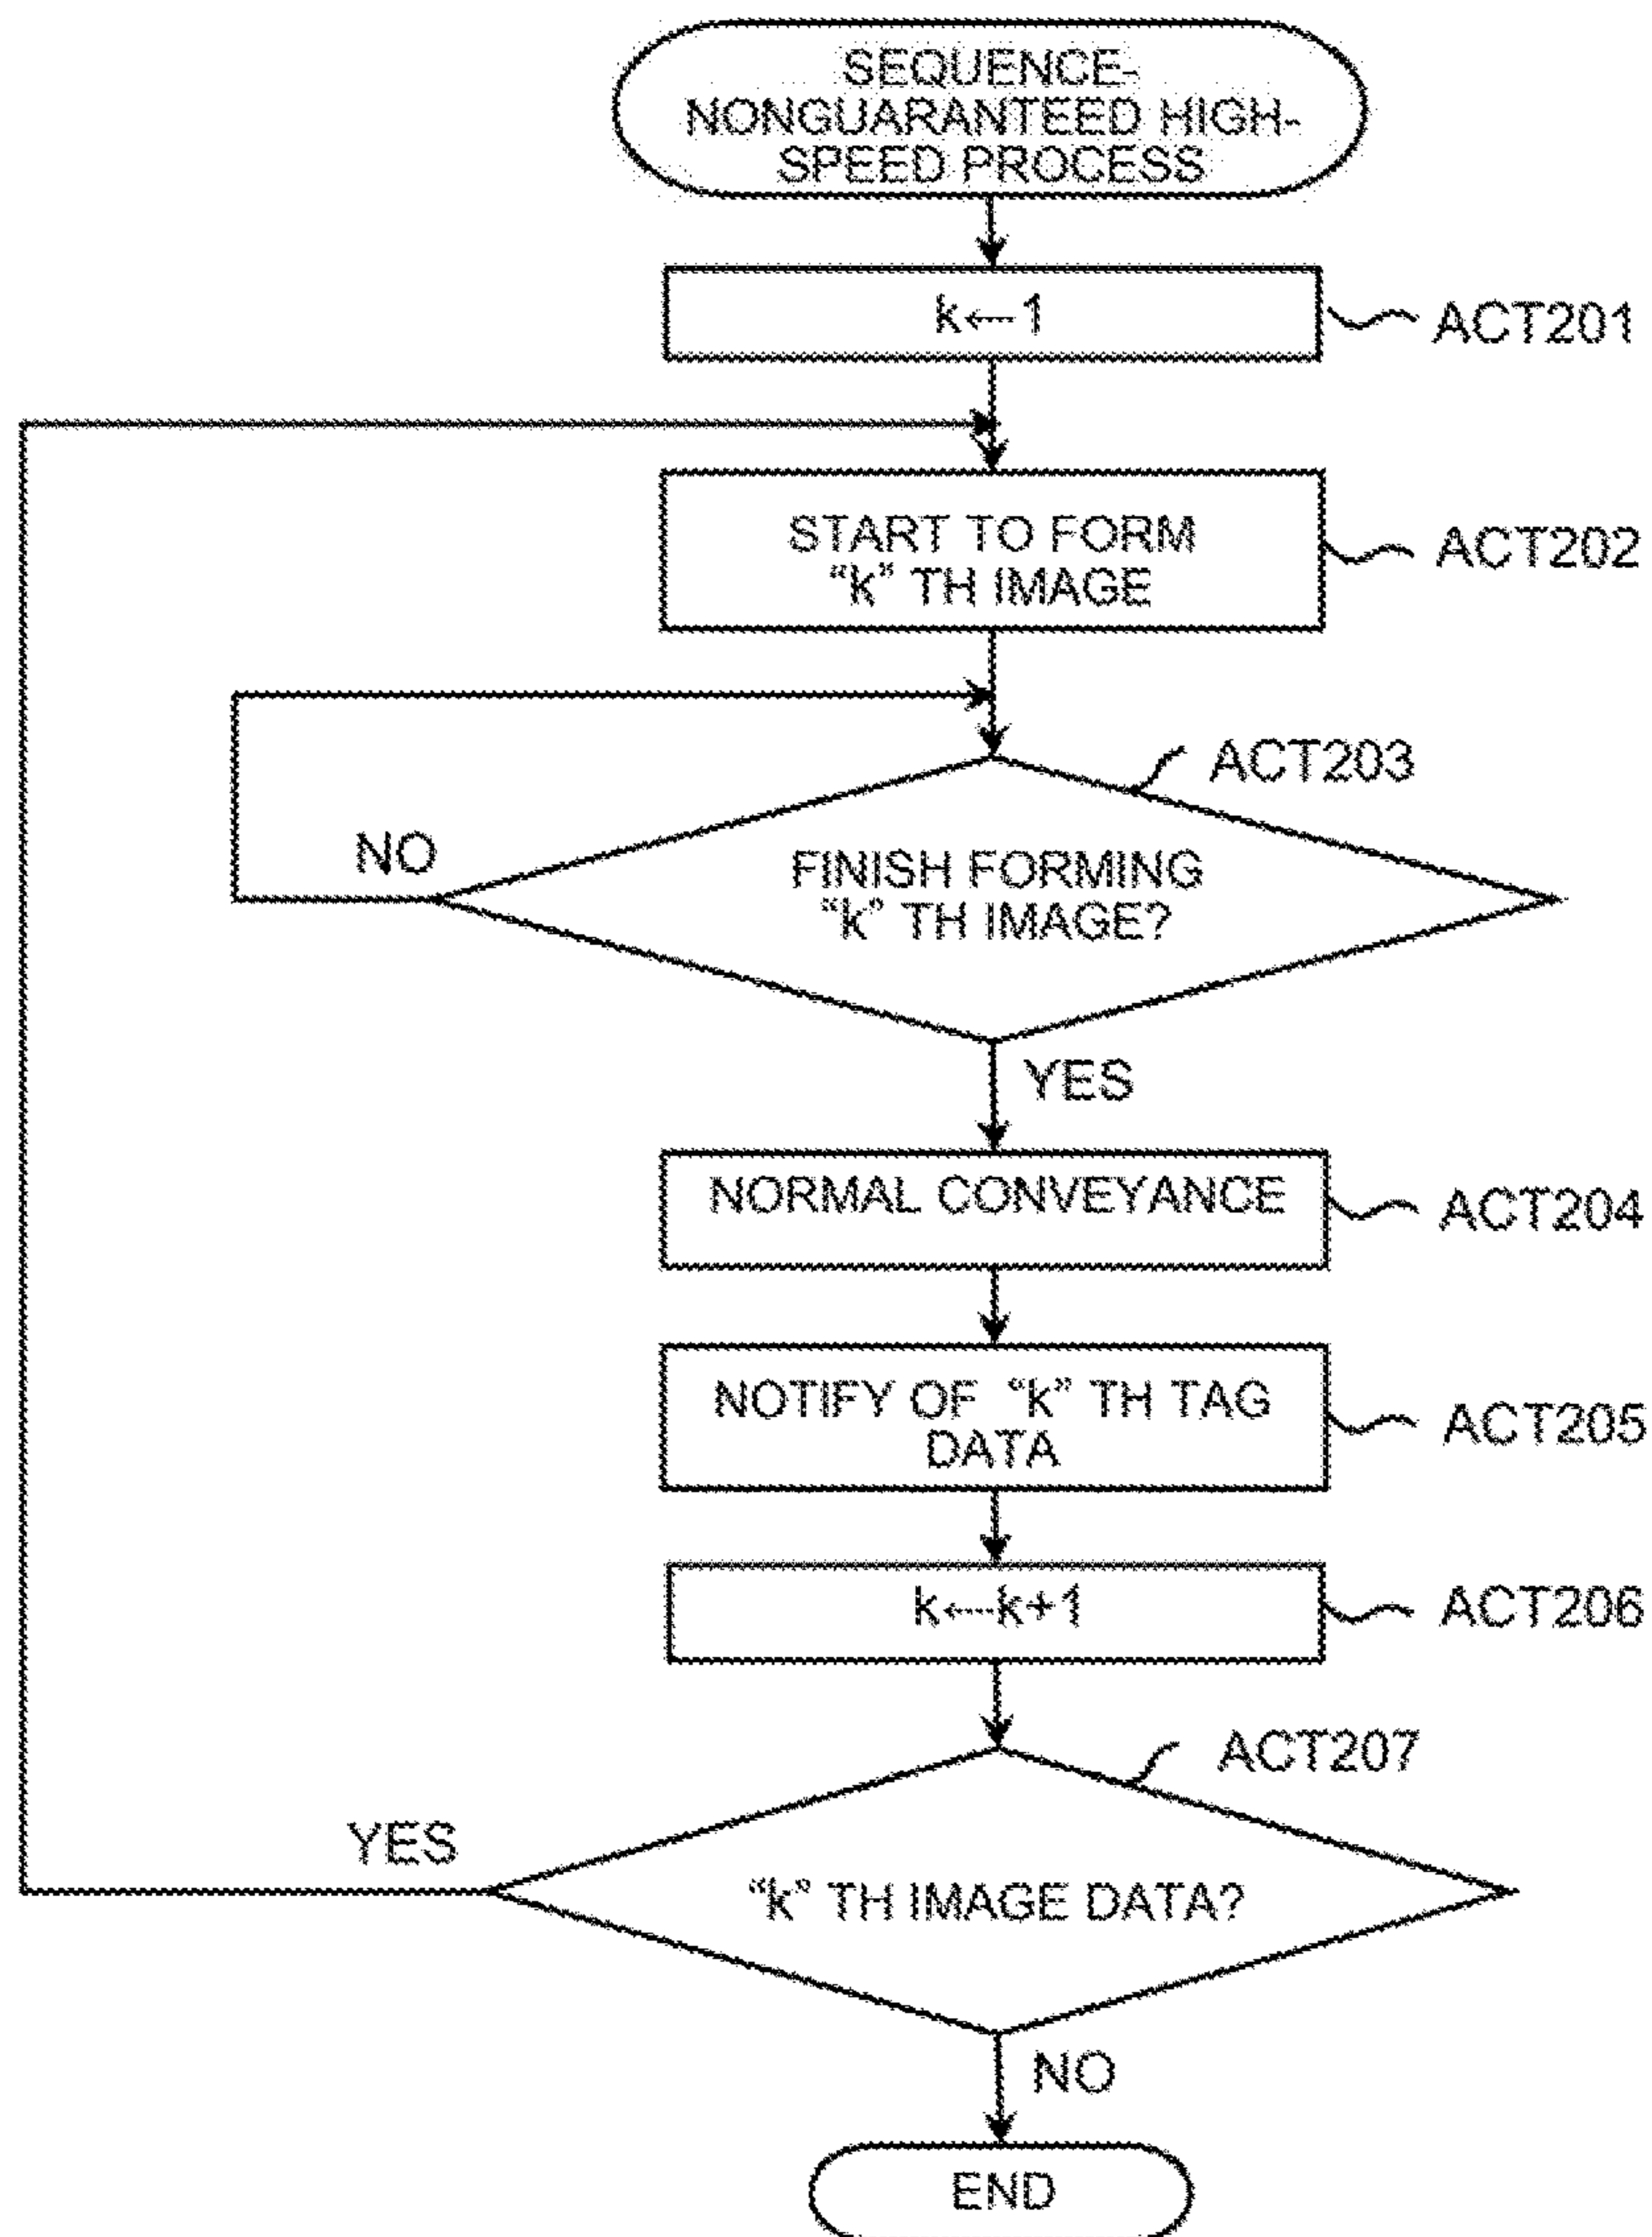 SEQUENCE-
NONGUARANTEED HIGH-
SPEED PROCESS
k←1
ACT201
START TO FORM
“k” TH IMAGE
ACT202
ACT203
NO
FINISH FORMING
“k” TH IMAGE?
YES
NORMAL CONVEYANCE
ACT204
NOTIFY OF “k” TH TAG
DATA
ACT205
k←k+1
ACT206
ACT207
YES
“k” TH IMAGE DATA?
NO
END